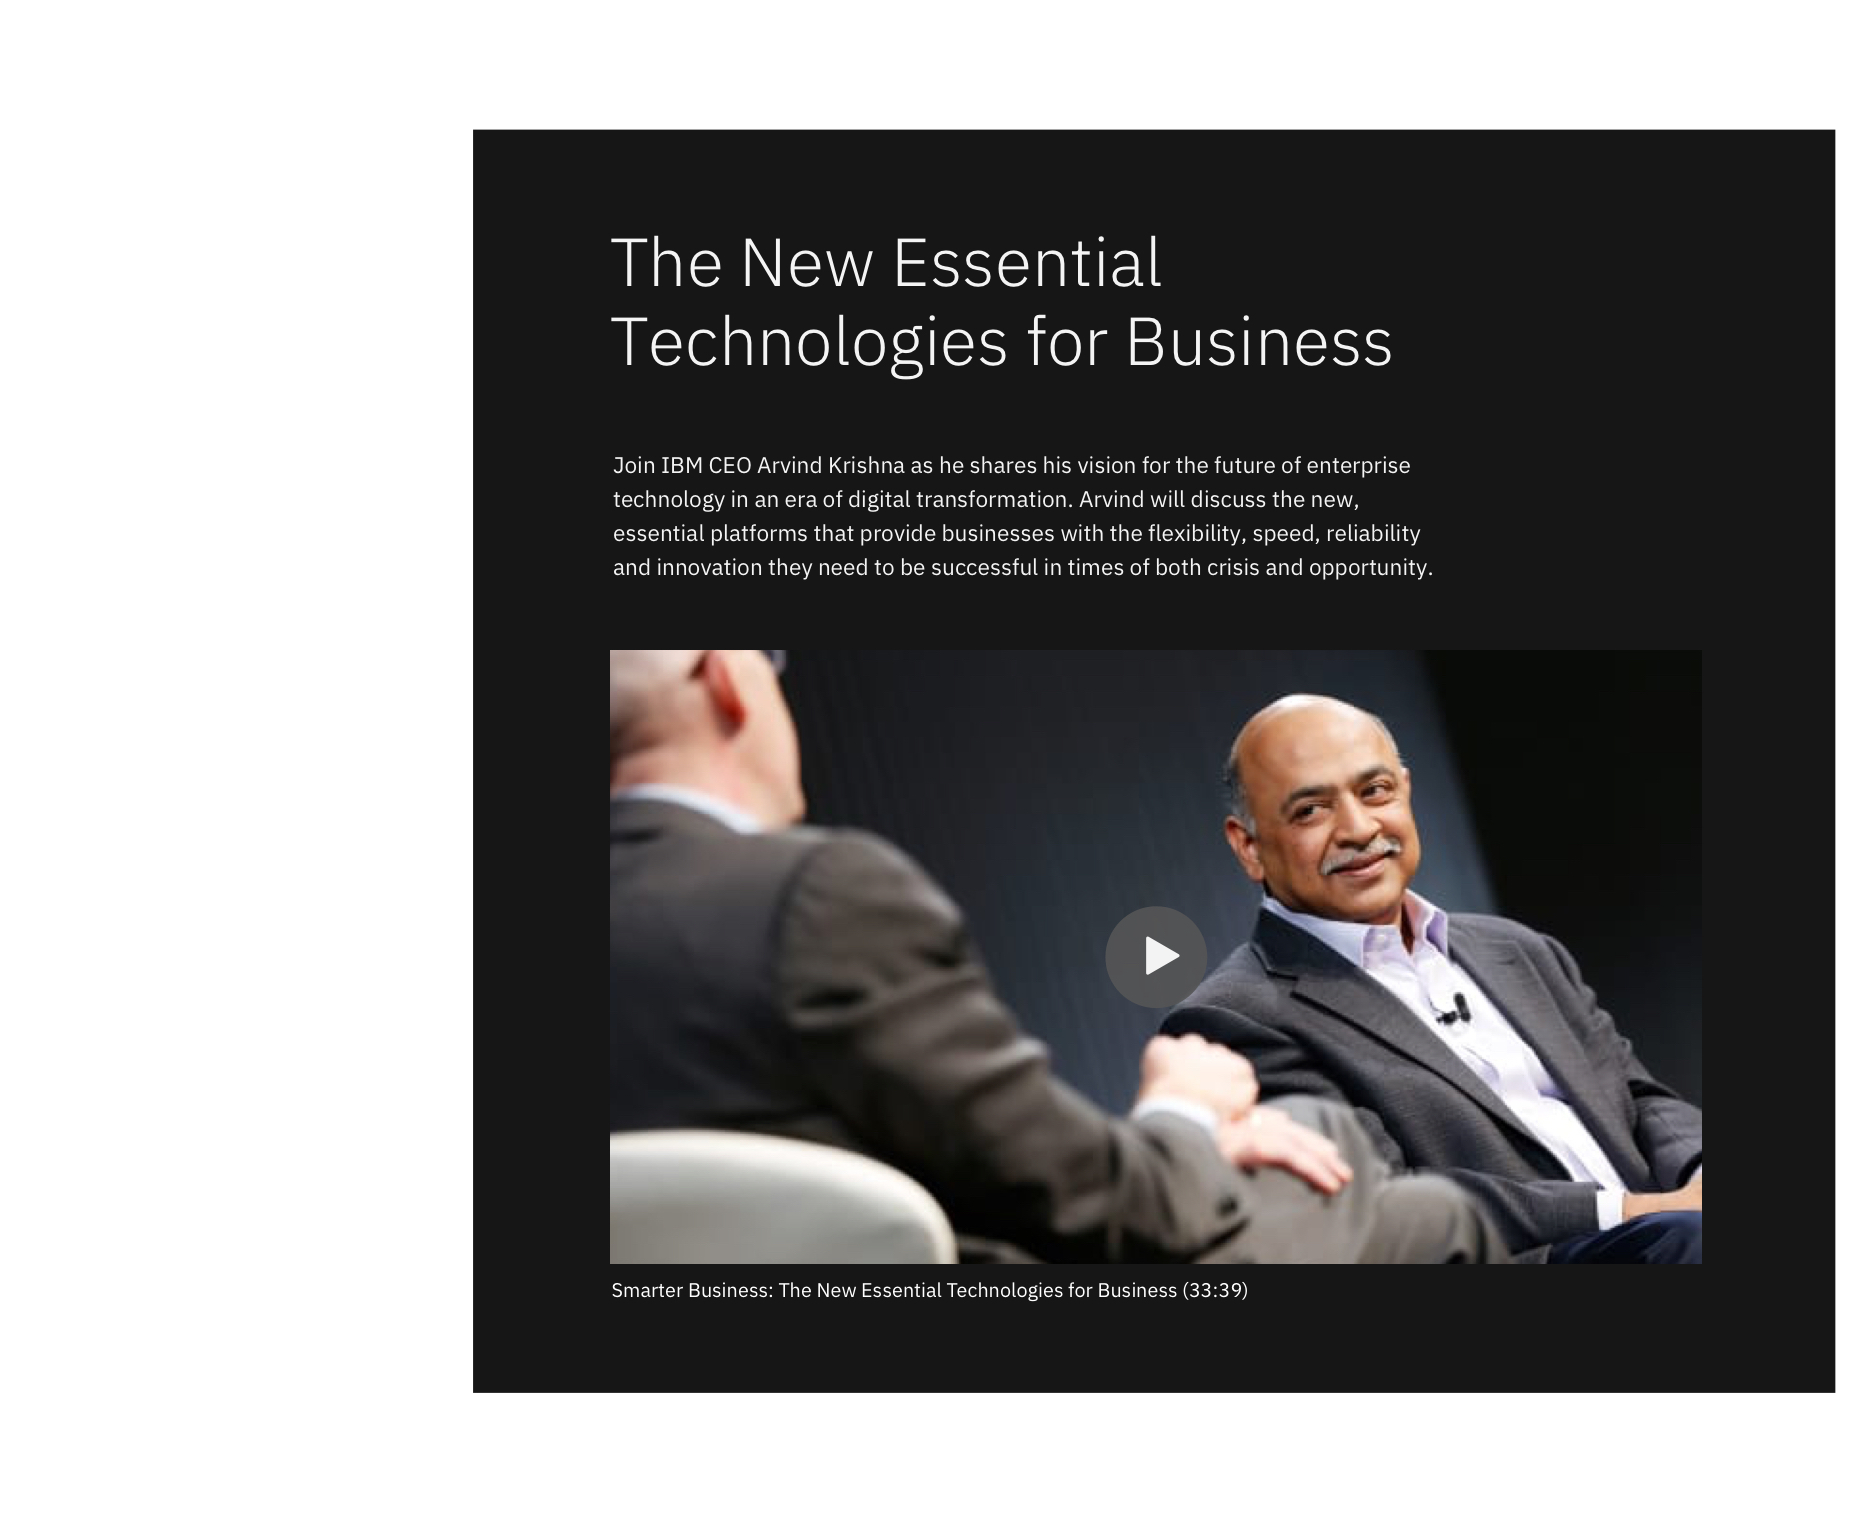 The New Essential
Technologies for Business
Join IBM CEO Arvind Krishna as he shares his vision for the future of enterprise
technology in an era of digital transformation. Arvind will discuss the new,
essential platforms that provide businesses with the flexibility, speed, reliability
and innovation they need to be successful in times of both crisis and opportunity.
Smarter Business: The New Essential Technologies for Business (33:39)